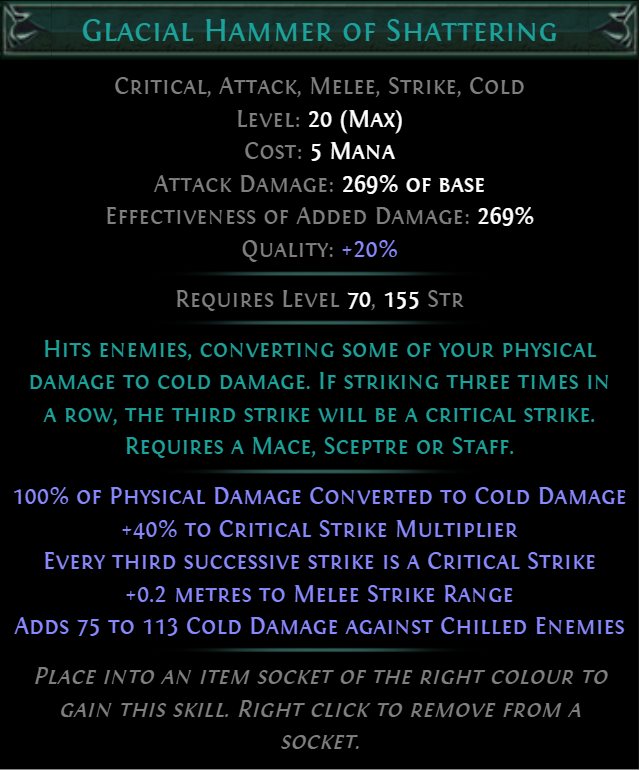 Glacial Hammer of Shattering
Critical, Attack, Melee, Strike, Cold
Level: 20 (Max)
Cost: 5 Mana
Attack Damage: 269% of base
Effectiveness of Added Damage: 269%
Quality: +20%
Requires Level 70, 155 Str
Hits enemies, converting some of your physical
damage to cold damage. If striking three times in
a row, the third strike will be a critical strike.
Requires a Mace, Sceptre or Staff.
100% of Physical Damage Converted to Cold Damage
+40% to Critical Strike Multiplier
Every third successive strike is a Critical Strike
+0.2 metres to Melee Strike Range
Adds 75 to 113 Cold Damage against Chilled Enemies
Place into an item socket of the right colour to
gain this skill. Right click to remove from a
socket.